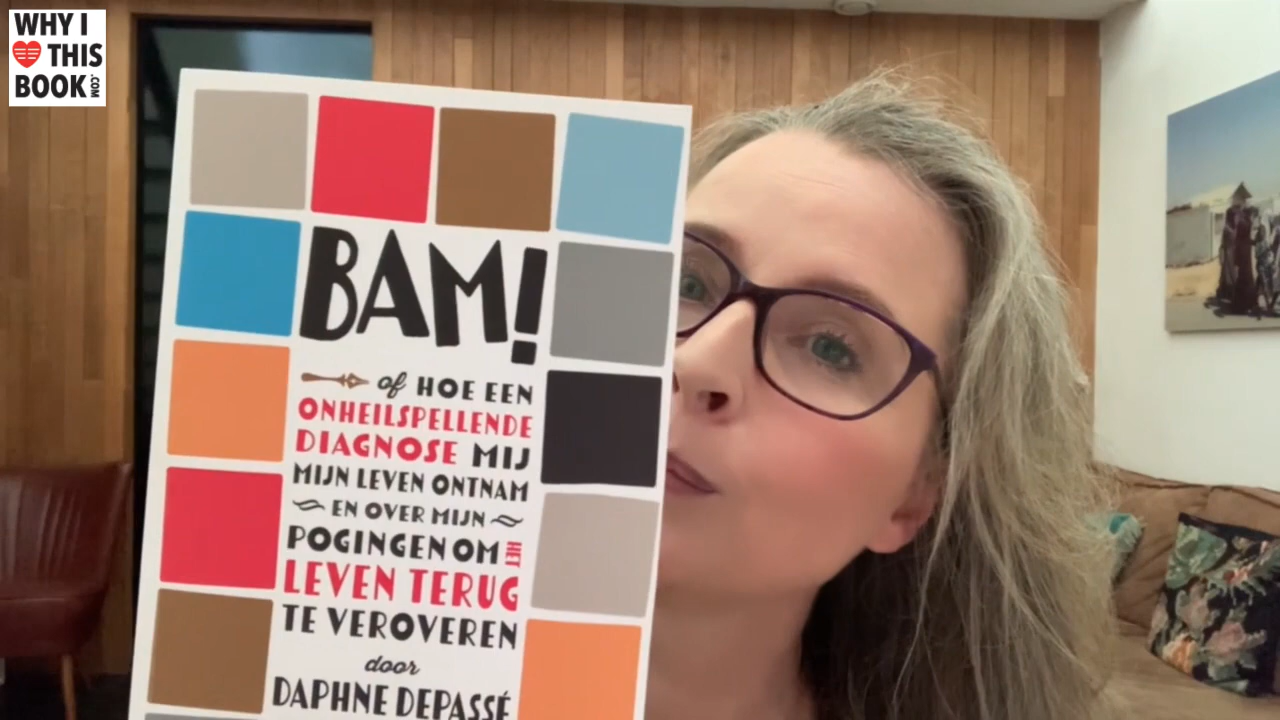 WHY I
THIS
BOOK.COM
BAM!
of HOE EEN
ONHEILSPELLENDE
DIAGNOSE MIJ
MIJN LEVEN ONTNAM
EN OVER MIJN
POGINGEN OM HET
LEVEN TERUG
TE VEROVEREN
door
DAPHNE DEPASSÉ